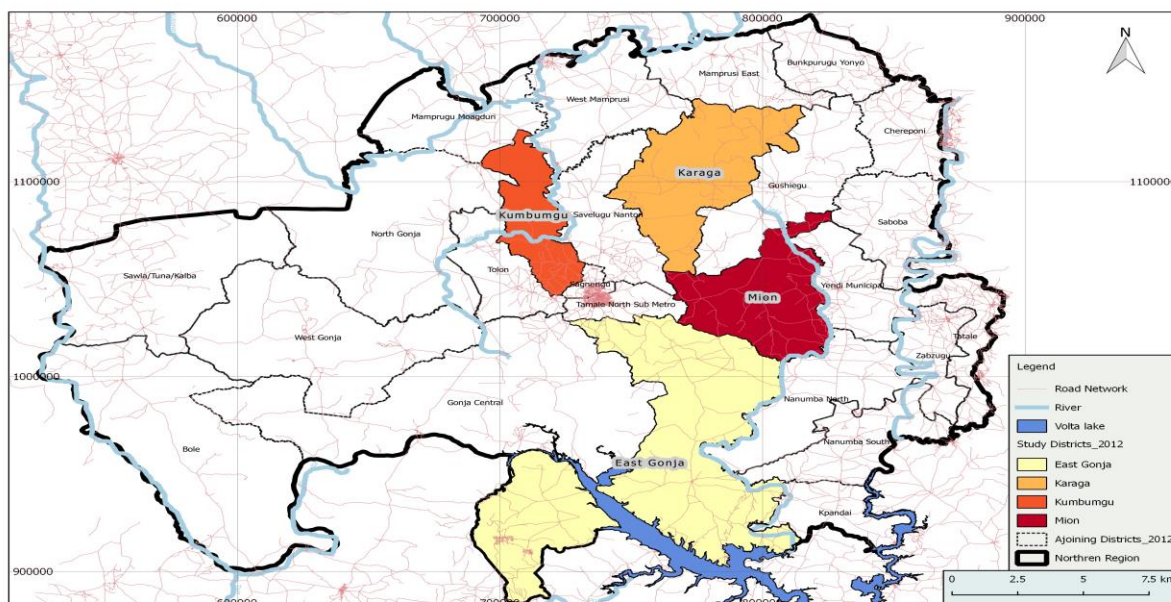 600000
700000
800000
900000
N
Bunkpurugu Yonyo
Mamprusi East
West Mamprusi
Mamprugu Moagdun
Chereponi
Karaga
1100000
Gushiegu
Kumbumgu
Savelugu Nanton
Saboba
North Gonja
Tolon
Sawla/Tuna/Kalba
Yendi Municipal
Mion
Tamale North Sub Metro
West Gonja
Tatale
Zabzugu
1000000
Gonja Central
Nanumba North
Nanumba South
Bole
East Gonja
Kpandai
900000
600000
Legend
Road Network
River
Volta lake
Study Districts_2012
East Gonja
Karaga
Kumbumgu
Mion
Ajoining Districts_2012
Northren Region
0
2.5
5
7.5 km